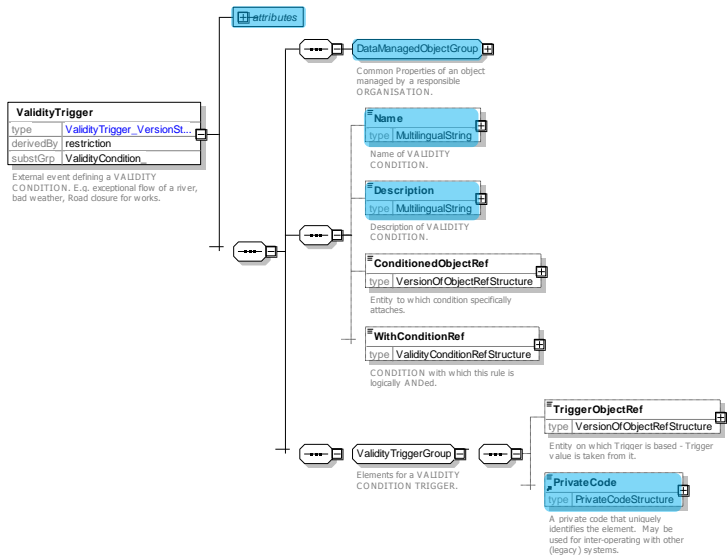 attributes
DataManagedObjectGroup
Common Properties of an object
managed by a responsible
ORGANISATION.
ValidityTrigger
type ValidityTrigger_VersionSt...
derivedBy restriction
substGrp ValidityCondition_
External event defining a VALIDITY
CONDITION. E.g. exceptional flow of a river,
bad weather, Road closure for works.
Name
type MultilingualString
Name of VALIDITY
CONDITION.
Description
type MultilingualString
Description of VALIDITY
CONDITION.
ConditionedObjectRef
type VersionOfObjectRefStructure
Entity to which condition specifically
attaches.
WithConditionRef
type ValidityConditionRefStructure
CONDITION with which this rule is
logically ANDed.
ValidityTriggerGroup
Elements for a VALIDITY
CONDITION TRIGGER.
TriggerObjectRef
type VersionOfObjectRefStructure
Entity on which Trigger is based - Trigger
value is taken from it.
PrivateCode
type PrivateCodeStructure
A private code that uniquely
identifies the element. May be
used for inter-operating with other
(legacy) systems.